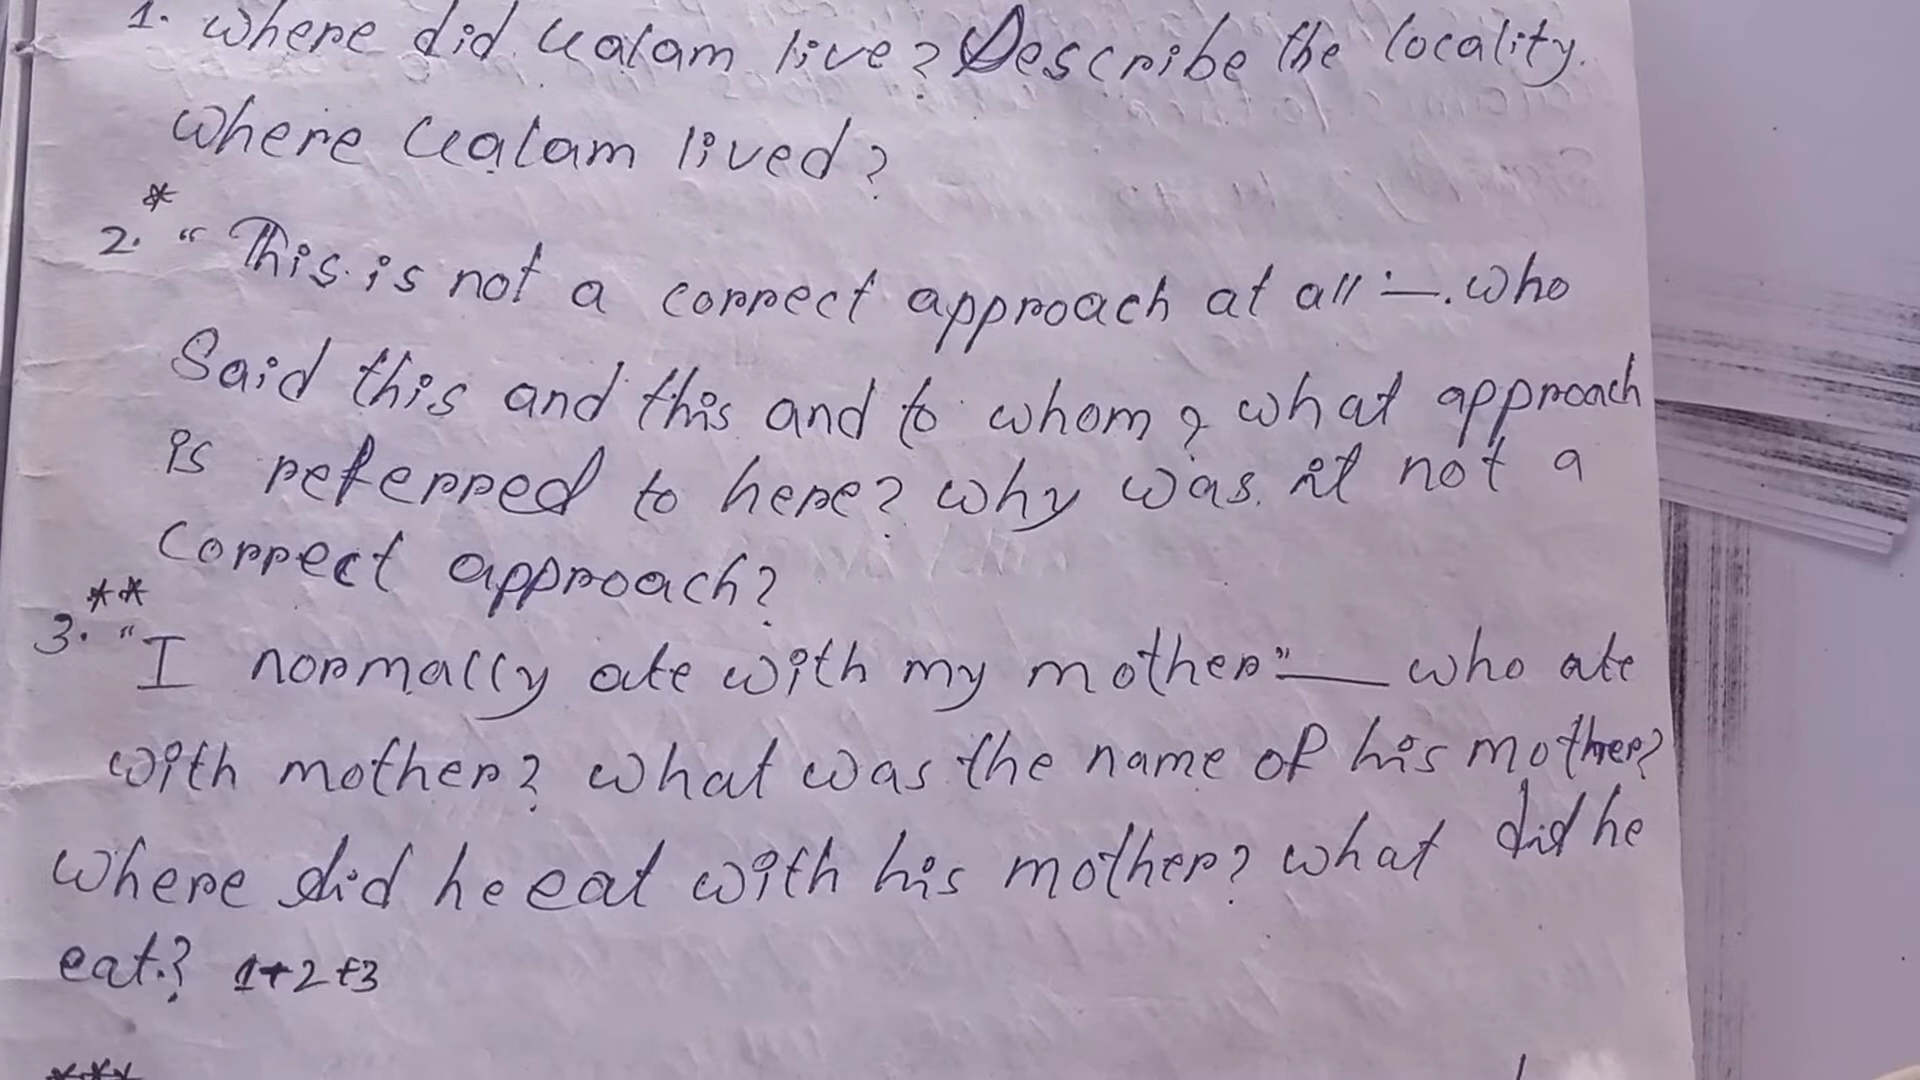 1. where did Kalam live? Describe the locality.
where Kalam lived?
*
2. "This is not a correct approach at all:—. who
Said this and this and to whom? what approach
is referred to here? why was it not a
correct approach?
**
3. "I normally ate with my mother"— who ate
with mother? what was the name of his mother?
where did he eat with his mother? what did he
eat.? 1+2+3
***